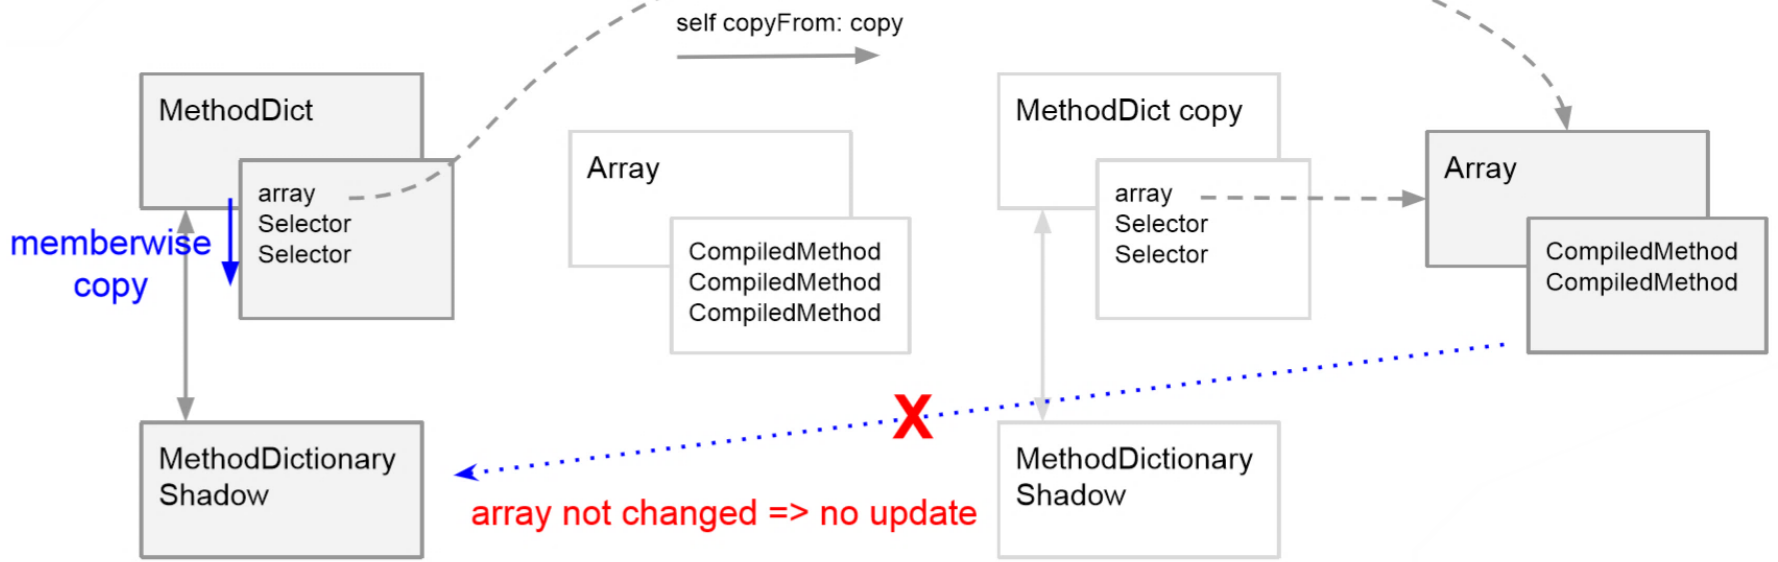 self copyFrom: copy
MethodDict
array
Selector
Selector
memberwise
copy
Array
CompiledMethod
CompiledMethod
CompiledMethod
MethodDict copy
array
Selector
Selector
Array
CompiledMethod
CompiledMethod
X
MethodDictionary
Shadow
array not changed => no update
MethodDictionary
Shadow